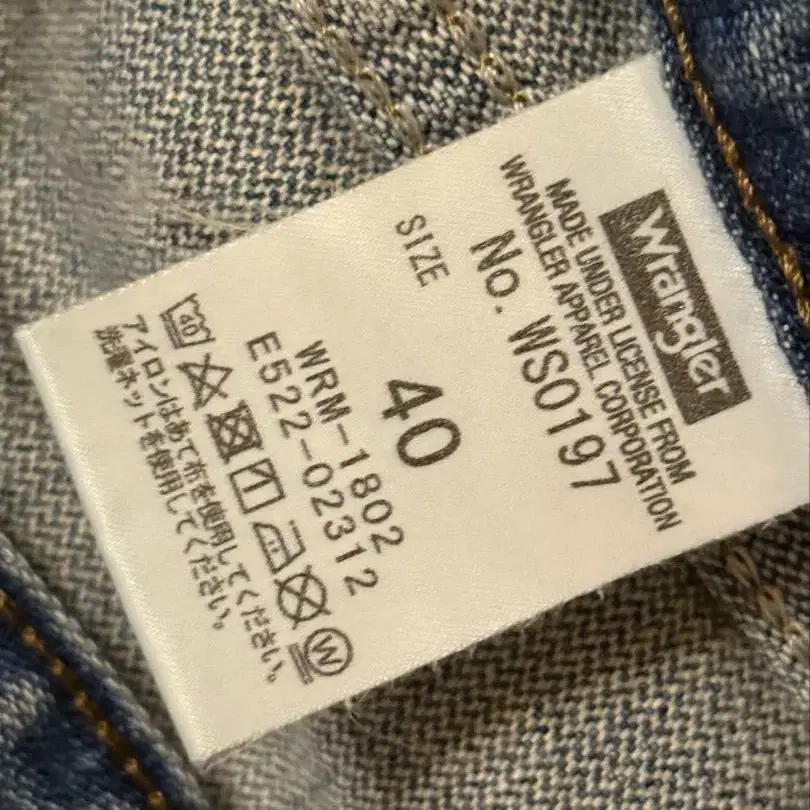 Wrangler
MADE UNDER LICENSE FROM
WRANGLER APPAREL CORPORATION
No. WS0197
SIZE
40
WRM-1802
E522-02312
40
W
アイロンはあて布を使用してください。
洗濯ネットを使用してください。